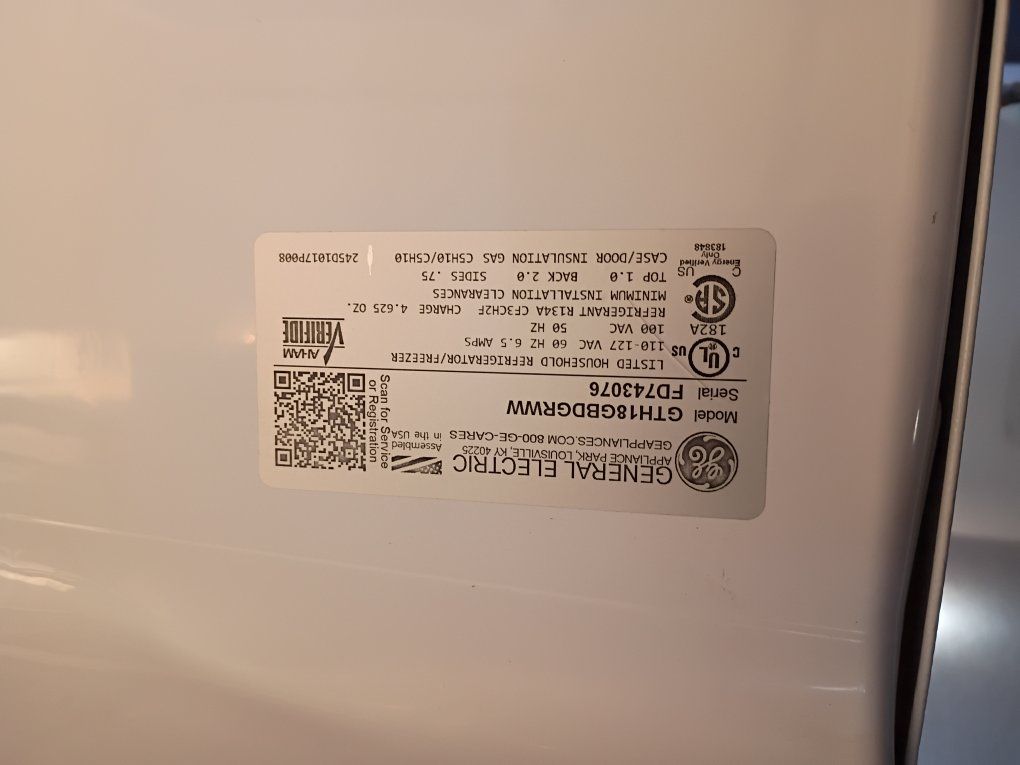 GENERAL ELECTRIC
APPLIANCE PARK, LOUISVILLE, KY 40225
GEAPPLIANCES.COM 800-GE-CARES
Assembled
in the USA
Scan for Service
or Registration
Model GTH18GBDGRWW
Serial FD743076
LISTED HOUSEHOLD REFRIGERATOR/FREEZER
110-127 VAC 60 HZ 6.5 AMPS
100 VAC 50 HZ
REFRIGERANT R134A CF3CH2F CHARGE 4.625 OZ.
MINIMUM INSTALLATION CLEARANCES
TOP 1.0 BACK 2.0 SIDES .75
CASE/DOOR INSULATION GAS C5H10/C5H10
245D1017P008
C UL US
182A
SA
C US
Energy Verified
Only
183848
AHAM
VERIFIDE